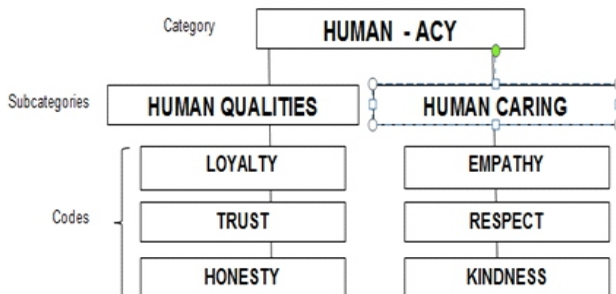 Category HUMAN - ACY
Subcategories HUMAN QUALITIES HUMAN CARING
LOYALTY EMPATHY
Codes TRUST RESPECT
HONESTY KINDNESS